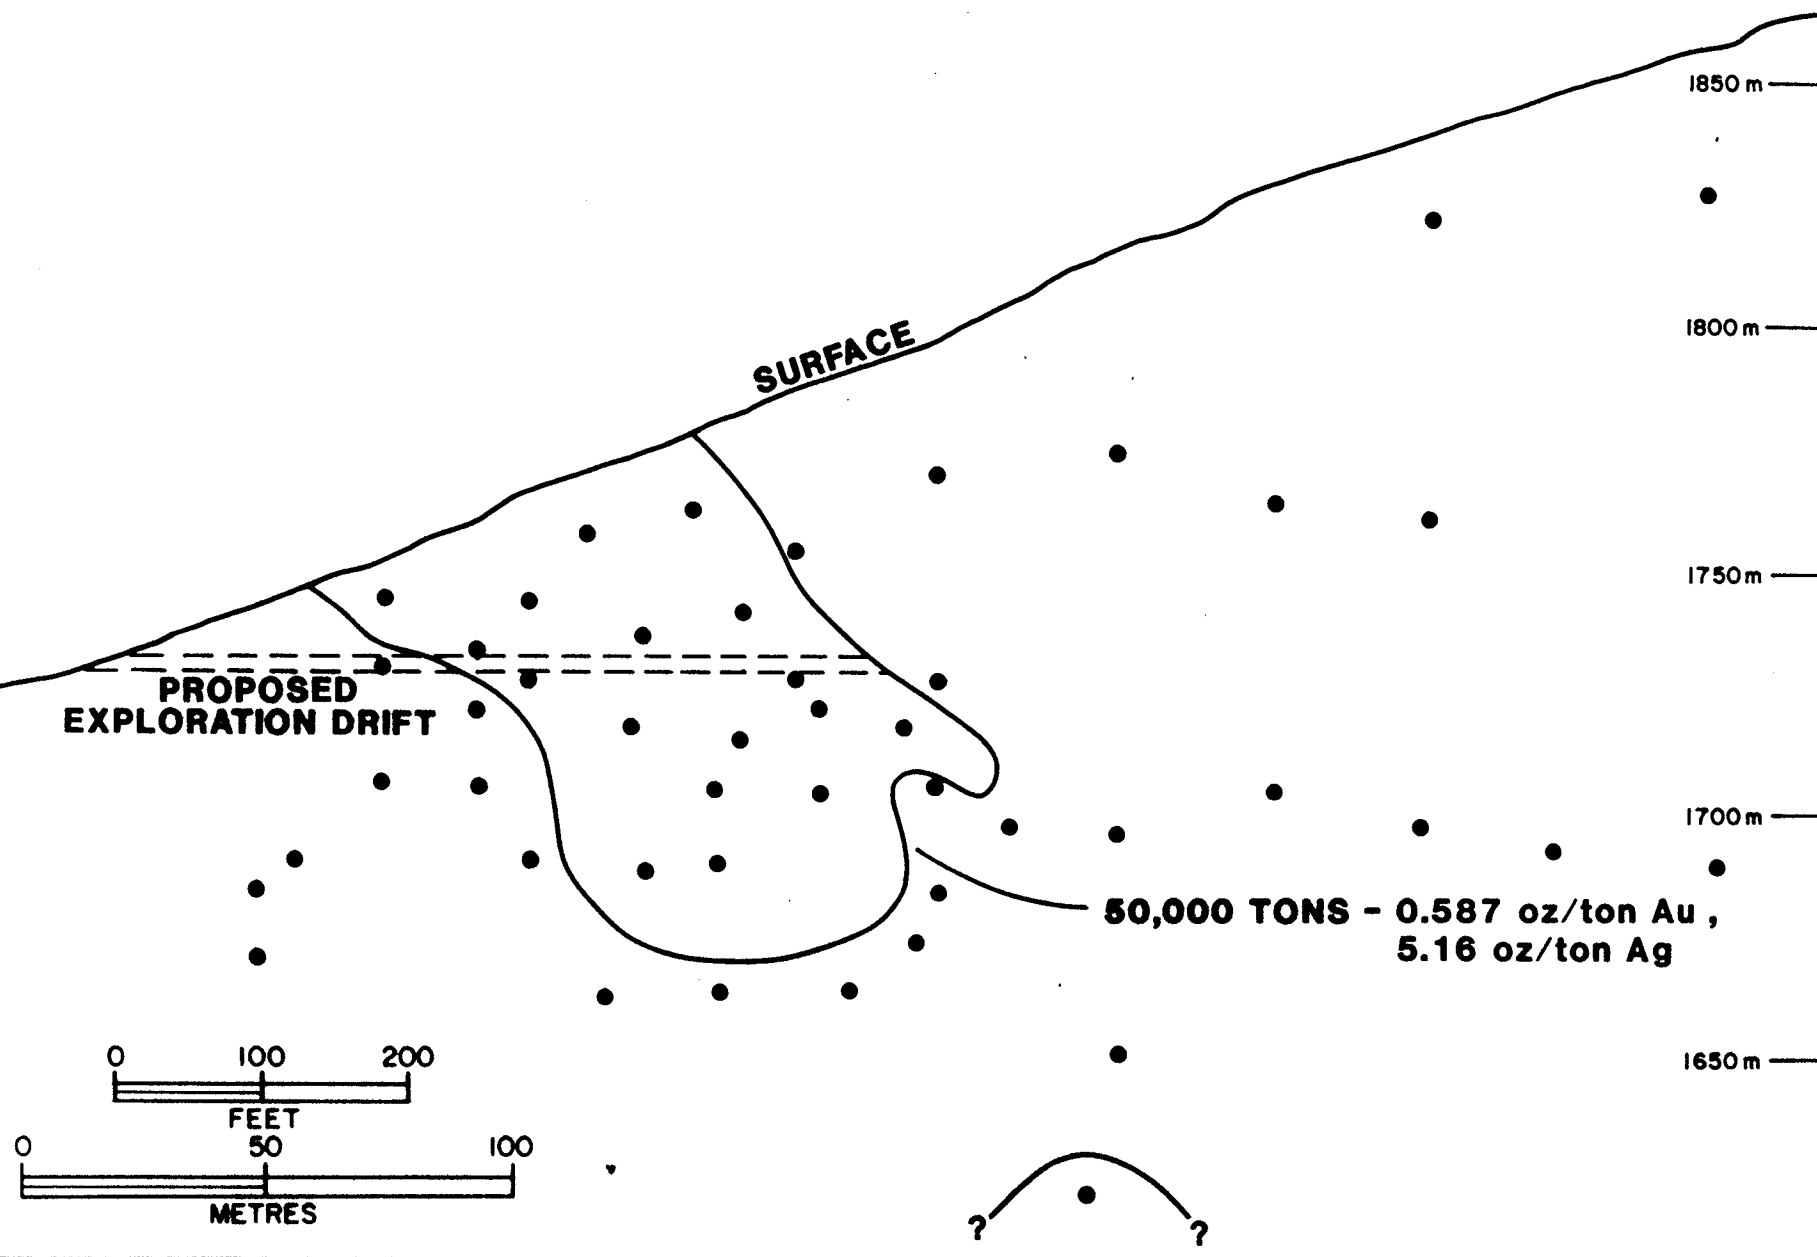 1850 m
1800 m
SURFACE
1750 m
PROPOSED
EXPLORATION DRIFT
1700 m
50,000 TONS - 0.587 oz/ton Au ,
5.16 oz/ton Ag
1650 m
0 100 200
FEET
0 50 100
METRES
? ?